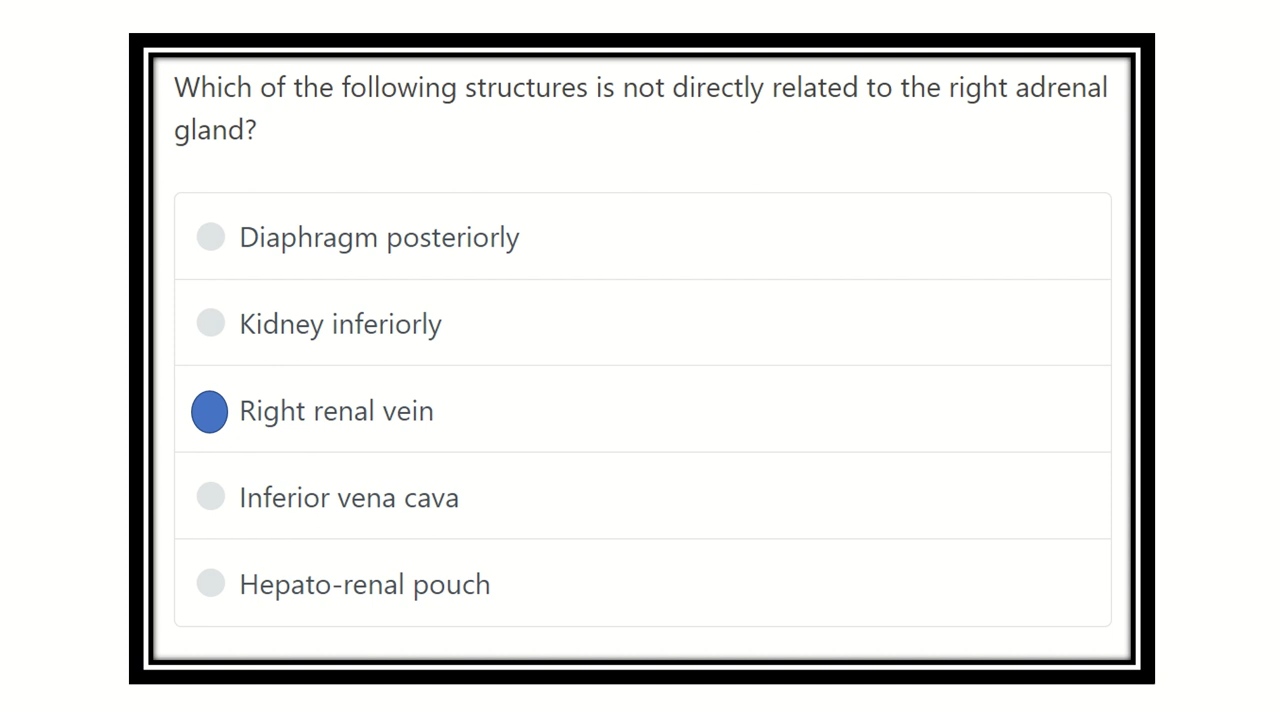 Which of the following structures is not directly related to the right adrenal
gland?
Diaphragm posteriorly
Kidney inferiorly
Right renal vein
Inferior vena cava
Hepato-renal pouch